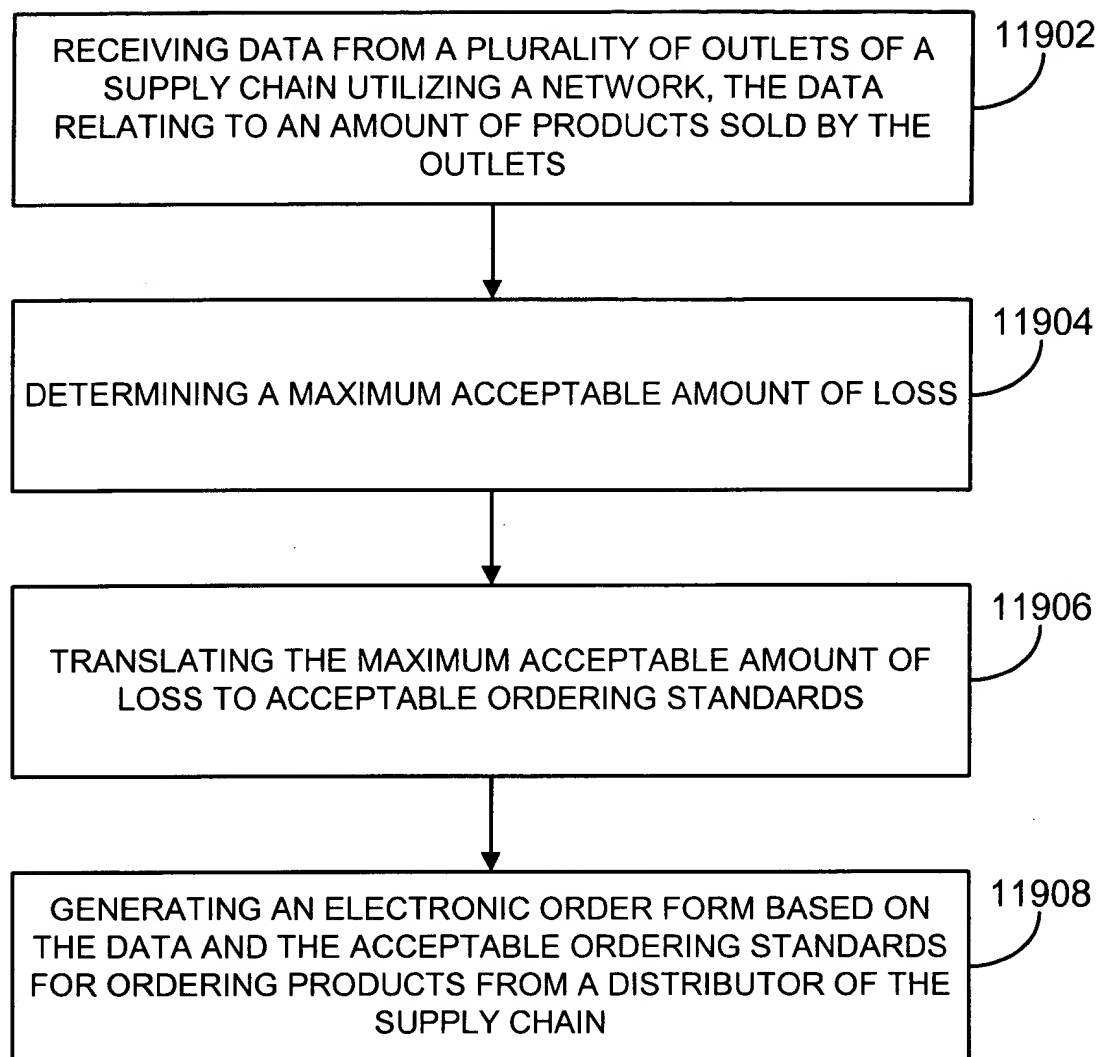 RECEIVING DATA FROM A PLURALITY OF OUTLETS OF A
SUPPLY CHAIN UTILIZING A NETWORK, THE DATA
RELATING TO AN AMOUNT OF PRODUCTS SOLD BY THE
OUTLETS
11902
DETERMINING A MAXIMUM ACCEPTABLE AMOUNT OF LOSS
11904
TRANSLATING THE MAXIMUM ACCEPTABLE AMOUNT OF
LOSS TO ACCEPTABLE ORDERING STANDARDS
11906
GENERATING AN ELECTRONIC ORDER FORM BASED ON
THE DATA AND THE ACCEPTABLE ORDERING STANDARDS
FOR ORDERING PRODUCTS FROM A DISTRIBUTOR OF THE
SUPPLY CHAIN
11908